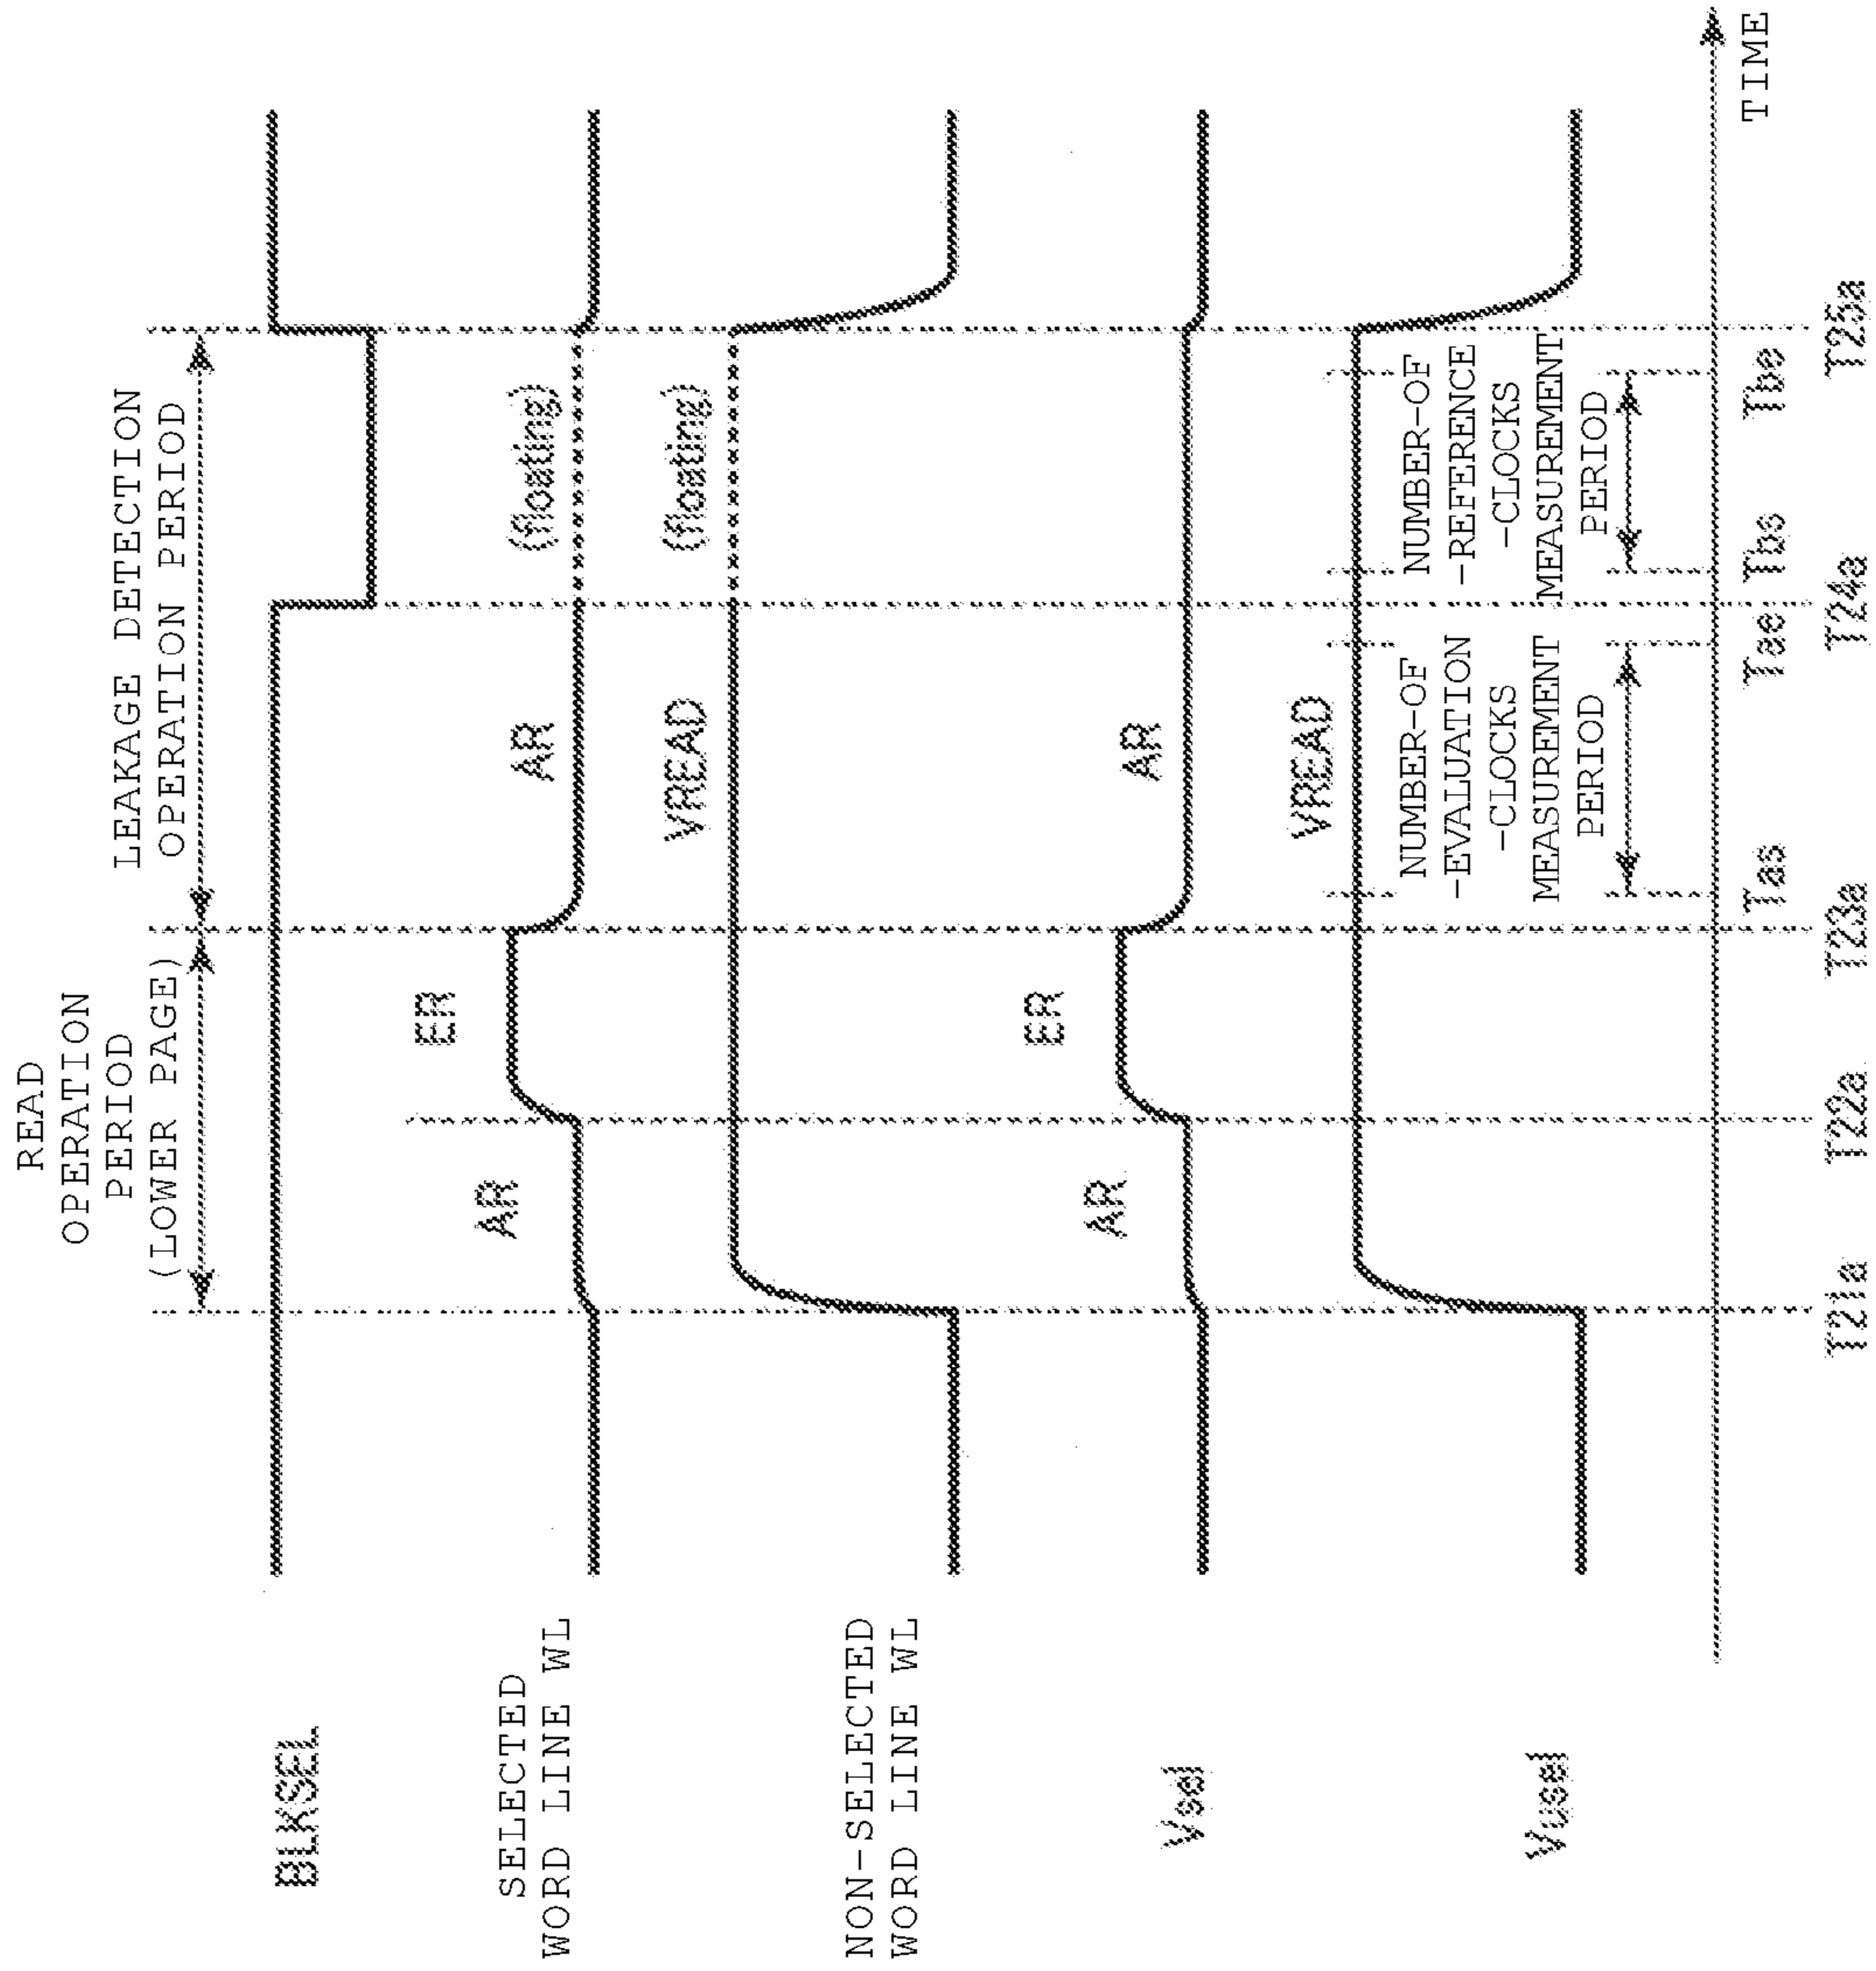 READ
OPERATION
PERIOD
(LOWER PAGE)
LEAKAGE DETECTION
OPERATION PERIOD
BLKSEL
SELECTED
WORD LINE WL
AR
ER
AR
(floating)
NON-SELECTED
WORD LINE WL
VREAD
(floating)
Vsel
AR
ER
AR
Vusel
VREAD
NUMBER-OF
-EVALUATION
-CLOCKS
MEASUREMENT
PERIOD
NUMBER-OF
-REFERENCE
-CLOCKS
MEASUREMENT
PERIOD
TIME
Tas
Tae
Tbs
Tbe
T21a
T22a
T23a
T24a
T25a